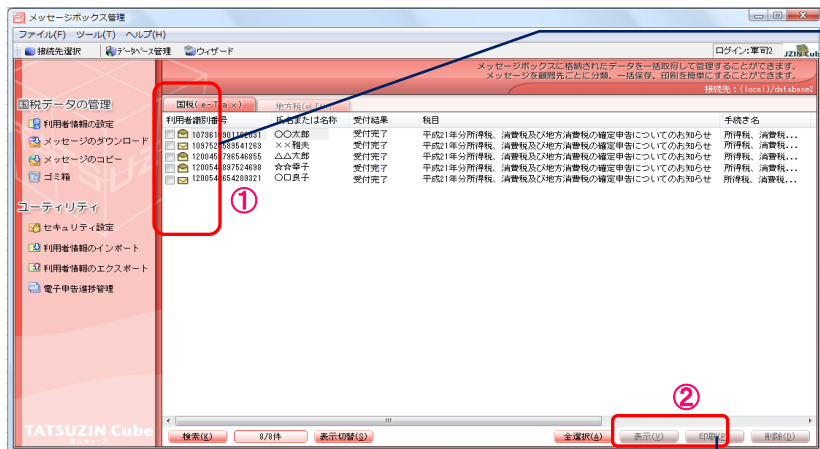 メッセージボックス管理
ファイル(F) ツール(T) ヘルプ(H)
接続先選択 データベース管理 ウィザード
ログイン:軍司2
JZIN Cub
メッセージボックスに格納されたデータを一括取得して管理することができます。
メッセージを顧問先ごとに分類、一括保存、印刷を簡単にすることができます。
接続先:(local)/database2
国税データの管理
利用者情報の設定
メッセージのダウンロード
メッセージのコピー
ゴミ箱
ユーティリティ
セキュリティ設定
利用者情報のインポート
利用者情報のエクスポート
電子申告進捗管理
TATSUZIN Cube
国税(e-Tax) 地方税(eLTAX)
利用者識別番号 氏名または名称 受付結果 税目 手続き名
〇〇太郎 受付完了 平成21年分所得税、消費税及び地方消費税の確定申告についてのお知らせ 所得税、消費税...
××稚夫 受付完了 平成21年分所得税、消費税及び地方消費税の確定申告についてのお知らせ 所得税、消費税...
△△太郎 受付完了 平成21年分所得税、消費税及び地方消費税の確定申告についてのお知らせ 所得税、消費税...
☆☆幸子 受付完了 平成21年分所得税、消費税及び地方消費税の確定申告についてのお知らせ 所得税、消費税...
〇口良子 受付完了 平成21年分所得税、消費税及び地方消費税の確定申告についてのお知らせ 所得税、消費税...
①
②
検索(K) 8/8件 表示切替(S) 全選択(A) 表示(V) 印刷(P) 削除(D)